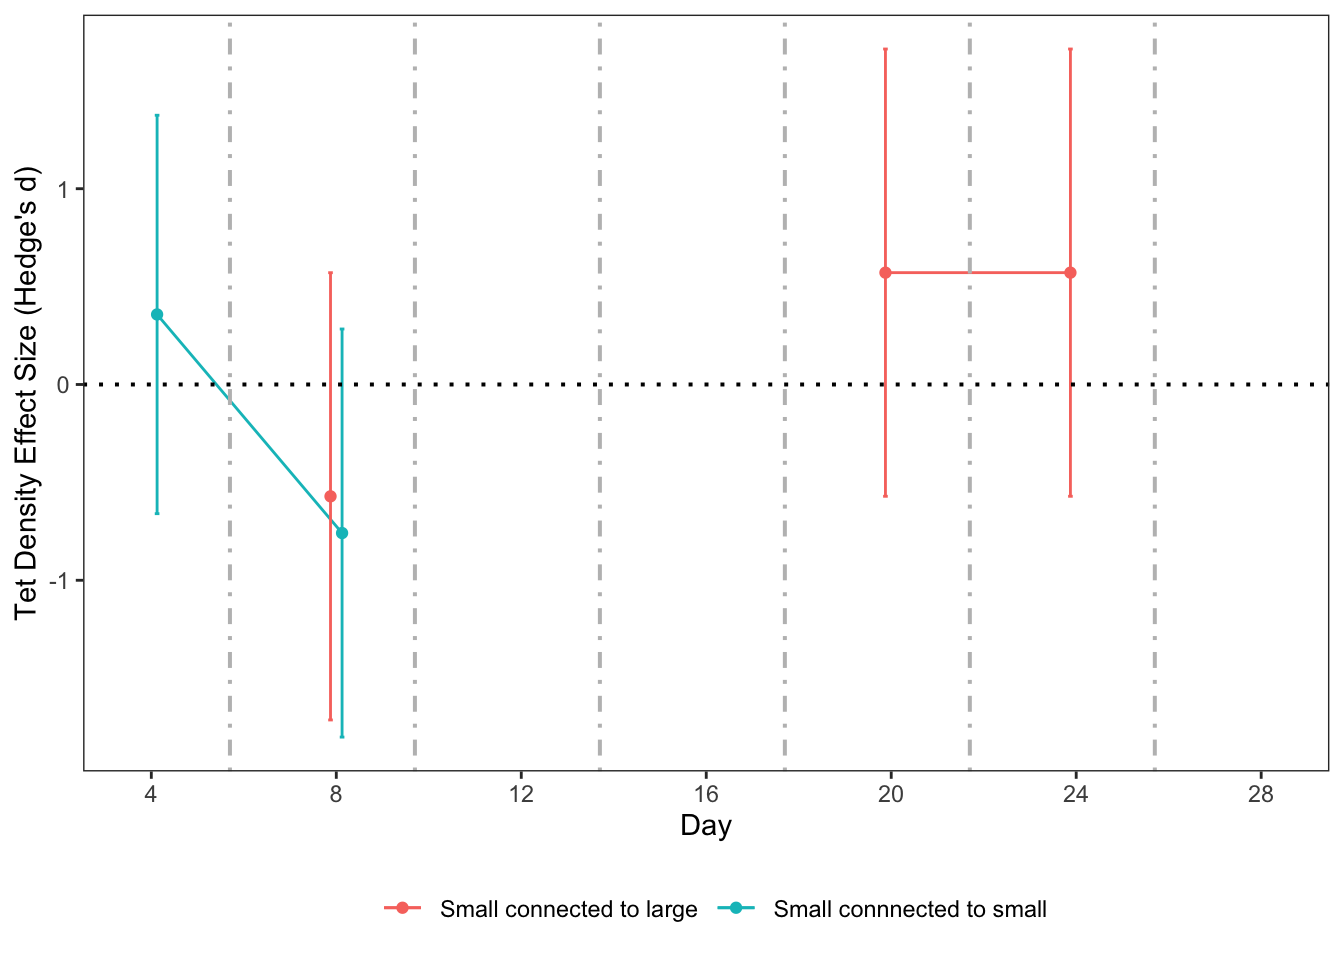 Tet Density Effect Size (Hedge's d)
1
0
-1
4 8 12 16 20 24 28
Day
Small connected to large Small connnected to small